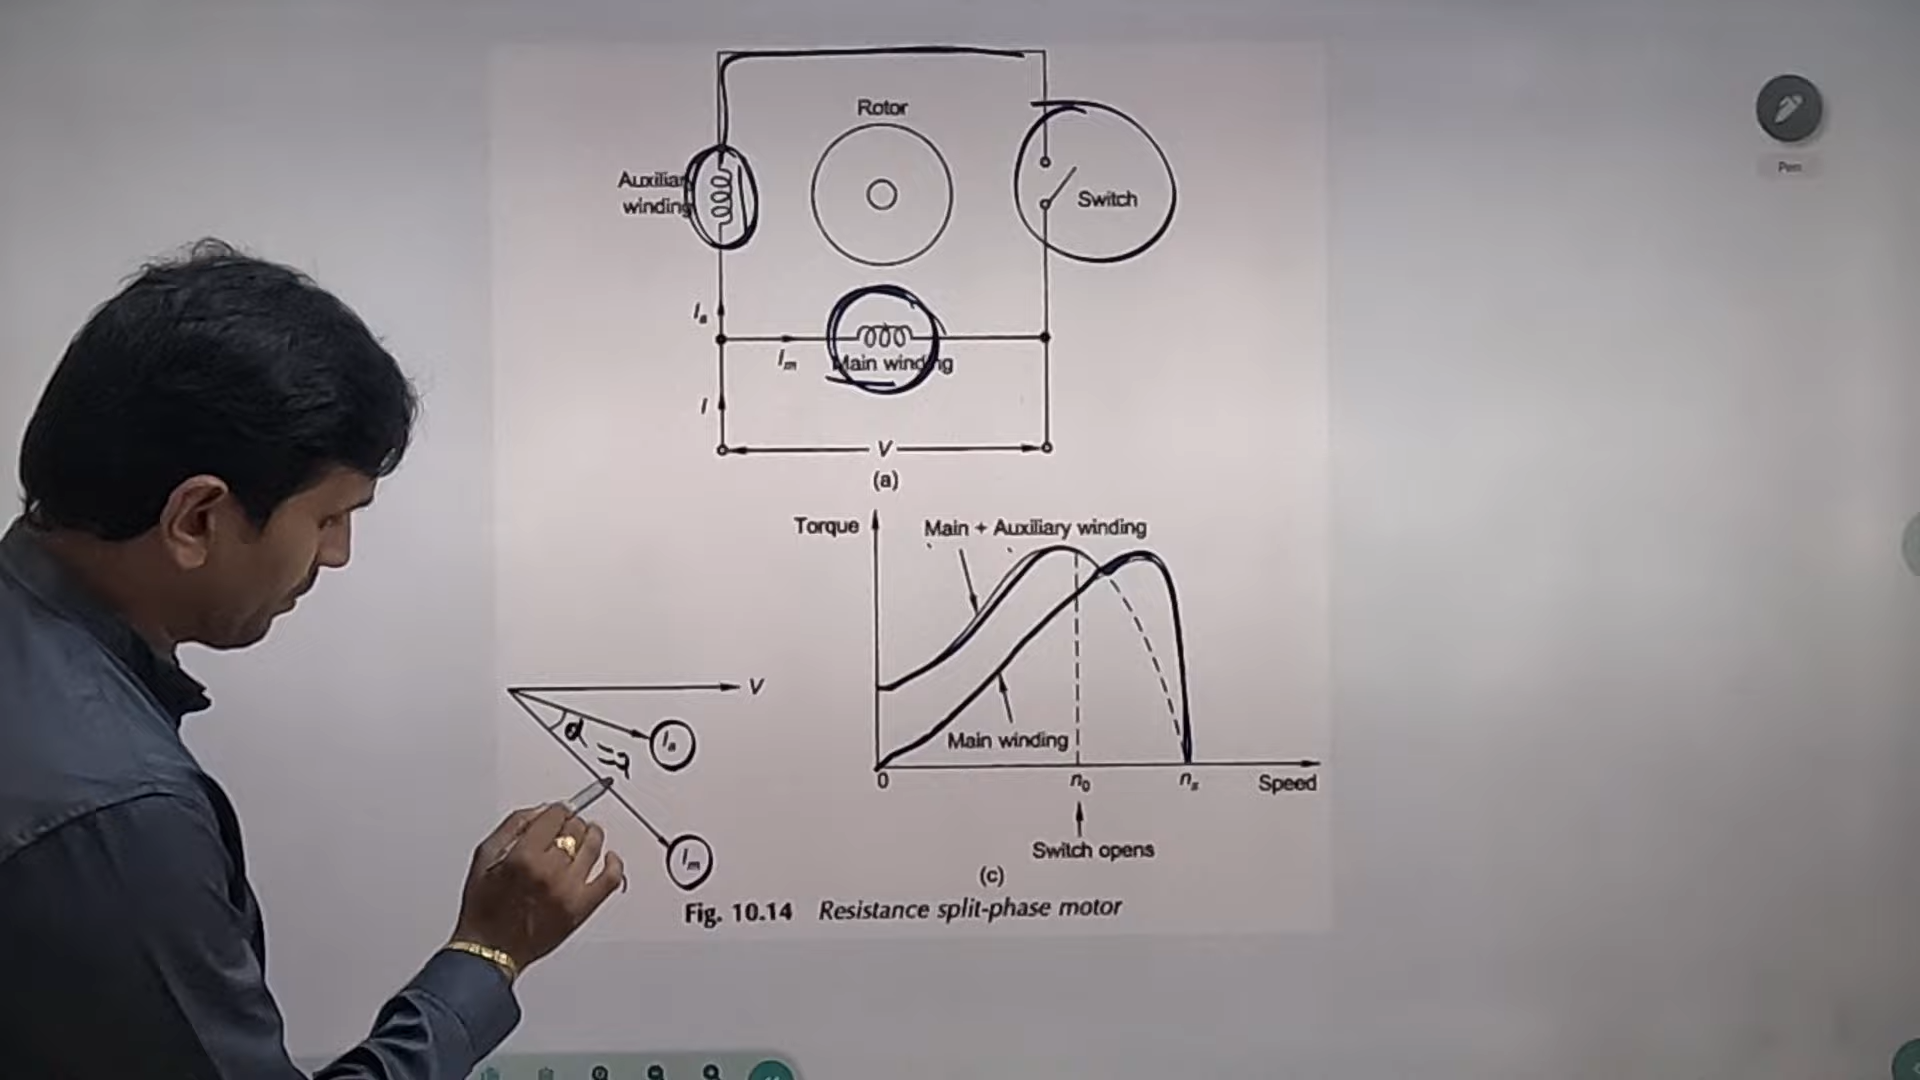 Rotor
Auxiliary
winding
Switch
Iₐ
Iₘ
Main winding
I
V
(a)
Torque
Main + Auxiliary winding
V
α =
Iₐ
Main winding
0
n₀
nₛ
Speed
Iₘ
Switch opens
(c)
Fig. 10.14 Resistance split-phase motor
Pen